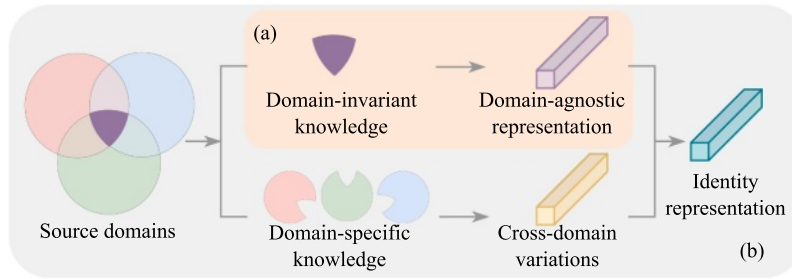 (a)
Domain-invariant
knowledge
Domain-agnostic
representation
Source domains
Domain-specific
knowledge
Cross-domain
variations
Identity
representation
(b)